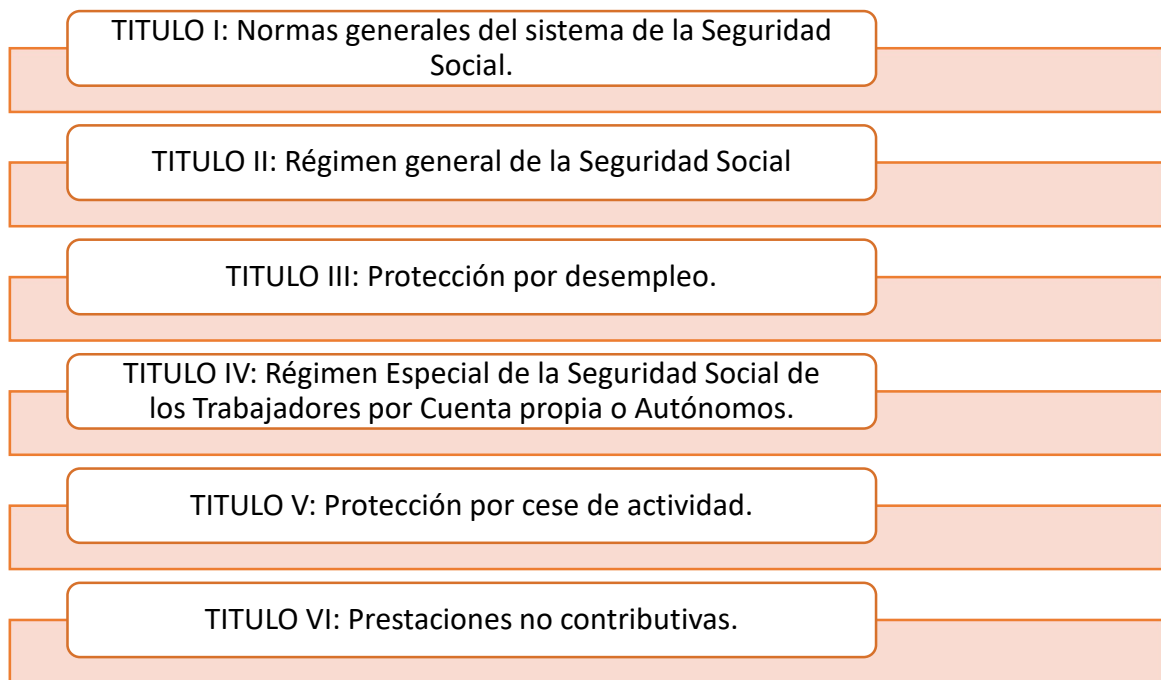 TITULO I: Normas generales del sistema de la Seguridad
Social.
TITULO II: Régimen general de la Seguridad Social
TITULO III: Protección por desempleo.
TITULO IV: Régimen Especial de la Seguridad Social de
los Trabajadores por Cuenta propia o Autónomos.
TITULO V: Protección por cese de actividad.
TITULO VI: Prestaciones no contributivas.